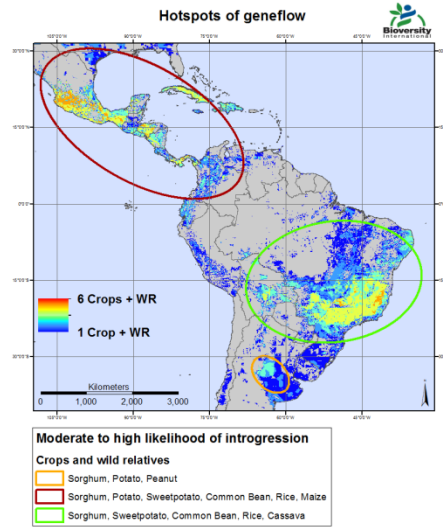 Hotspots of geneflow
Bioversity
International
6 Crops + WR
1 Crop + WR
Kilometers
0 1,000 2,000 3,000
Moderate to high likelihood of introgression
Crops and wild relatives
Sorghum, Potato, Peanut
Sorghum, Potato, Sweetpotato, Common Bean, Rice, Maize
Sorghum, Sweetpotato, Common Bean, Rice, Cassava